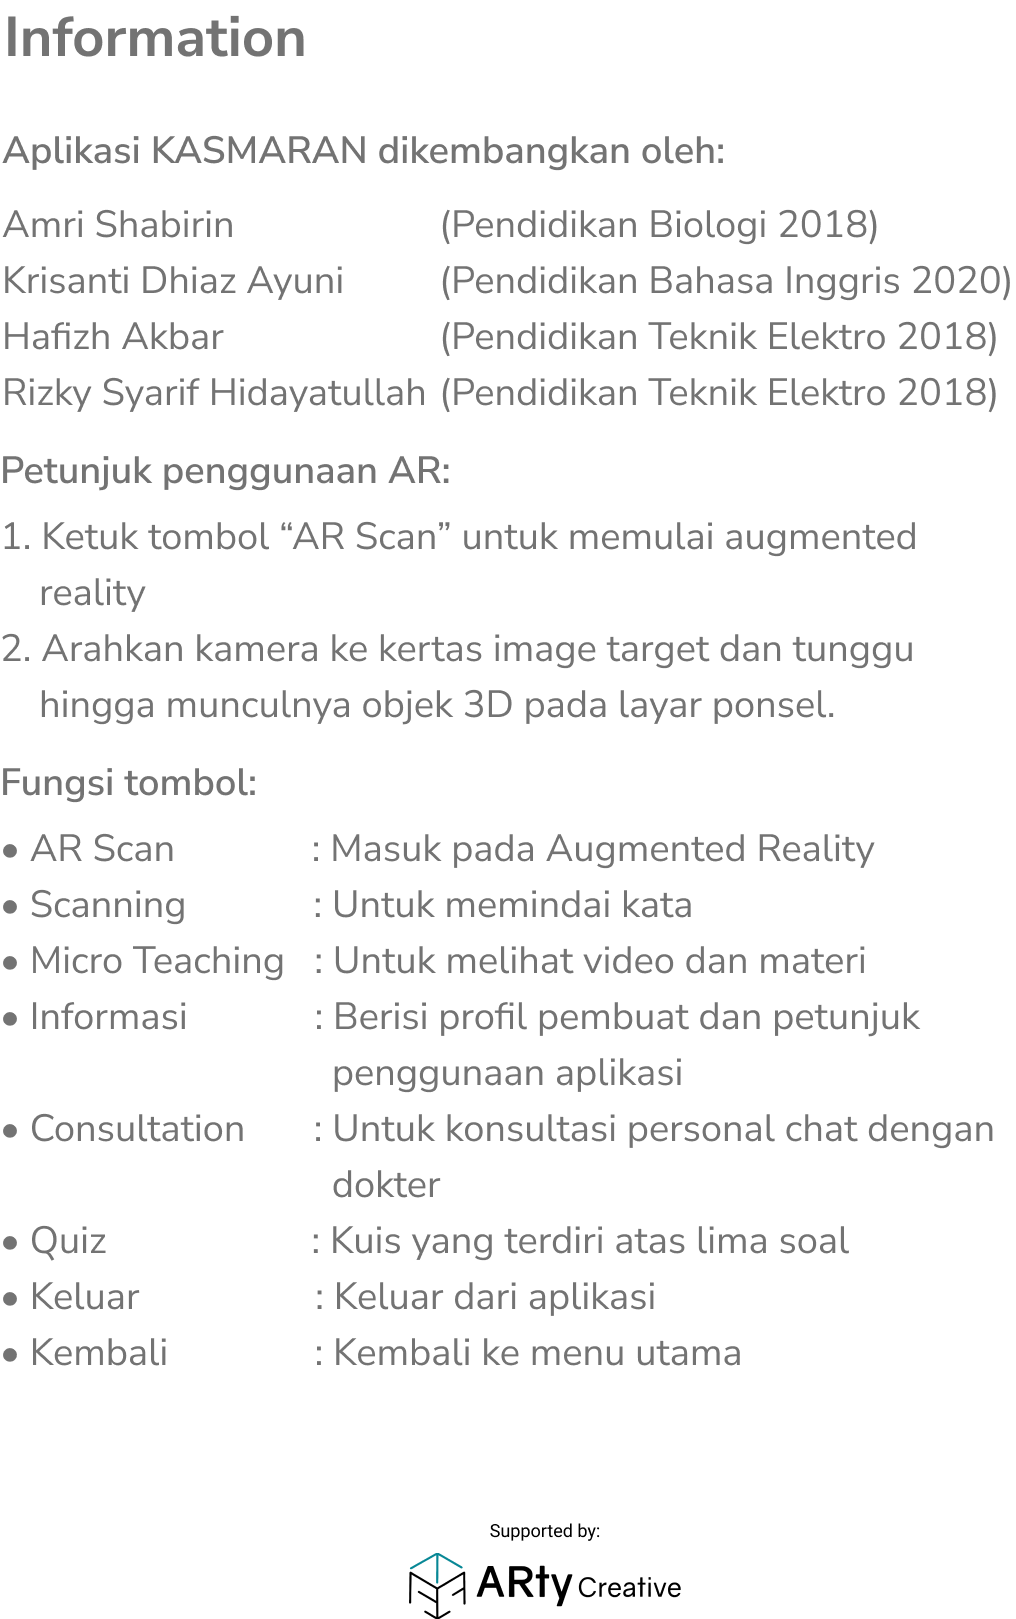 Information
Aplikasi KASMARAN dikembangkan oleh:
Amri Shabirin (Pendidikan Biologi 2018)
Krisanti Dhiaz Ayuni (Pendidikan Bahasa Inggris 2020)
Hafizh Akbar (Pendidikan Teknik Elektro 2018)
Rizky Syarif Hidayatullah (Pendidikan Teknik Elektro 2018)
Petunjuk penggunaan AR:
1. Ketuk tombol “AR Scan” untuk memulai augmented
reality
2. Arahkan kamera ke kertas image target dan tunggu
hingga munculnya objek 3D pada layar ponsel.
Fungsi tombol:
• AR Scan : Masuk pada Augmented Reality
• Scanning : Untuk memindai kata
• Micro Teaching : Untuk melihat video dan materi
• Informasi : Berisi profil pembuat dan petunjuk
penggunaan aplikasi
• Consultation : Untuk konsultasi personal chat dengan
dokter
• Quiz : Kuis yang terdiri atas lima soal
• Keluar : Keluar dari aplikasi
• Kembali : Kembali ke menu utama
Supported by:
ARty Creative